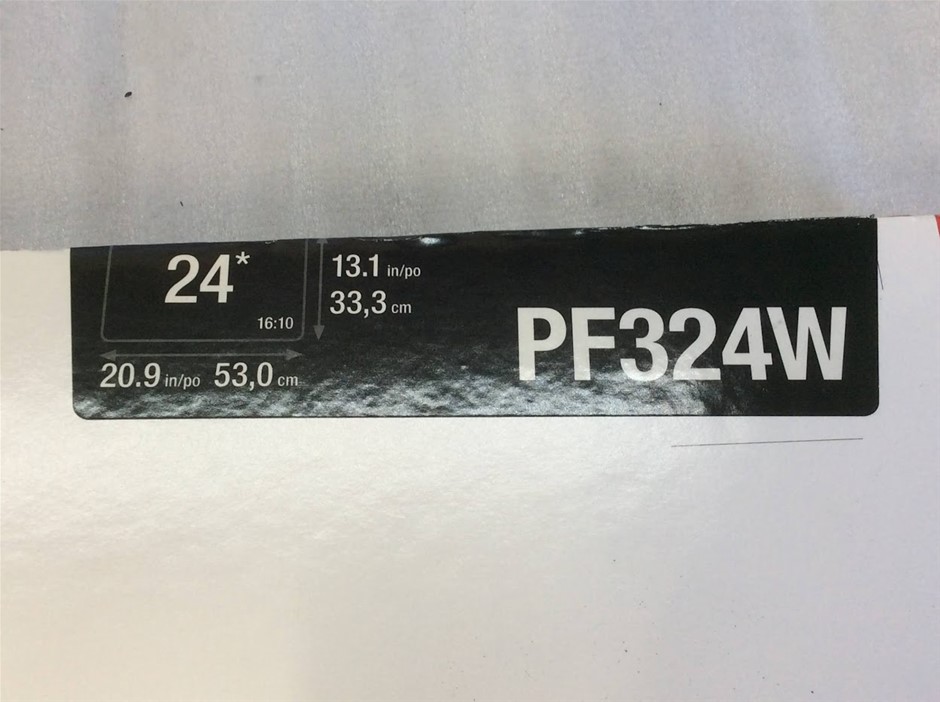 24*
16:10
13.1 in/po
33,3 cm
20.9 in/po 53,0 cm
PF324W